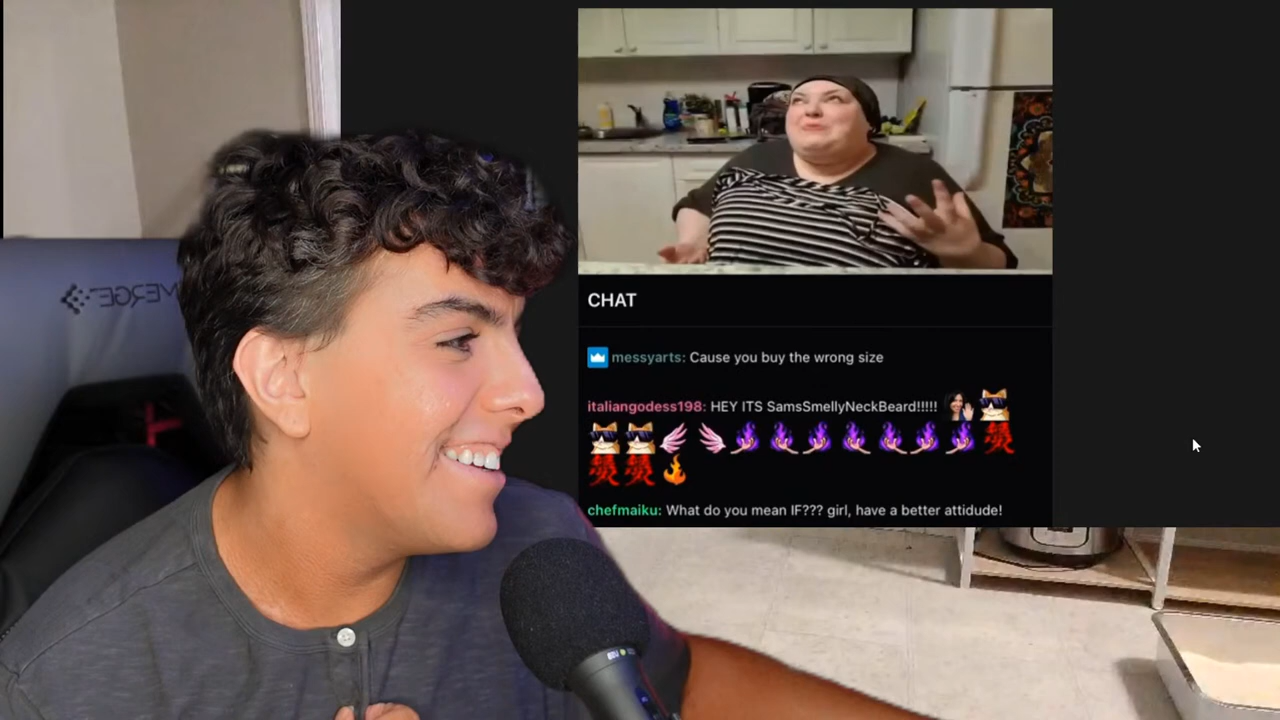 CHAT
messyarts: Cause you buy the wrong size
italiangodess198: HEY ITS SamsSmellyNeckBeard!!!!!
chefmaiku: What do you mean IF??? girl, have a better attidude!